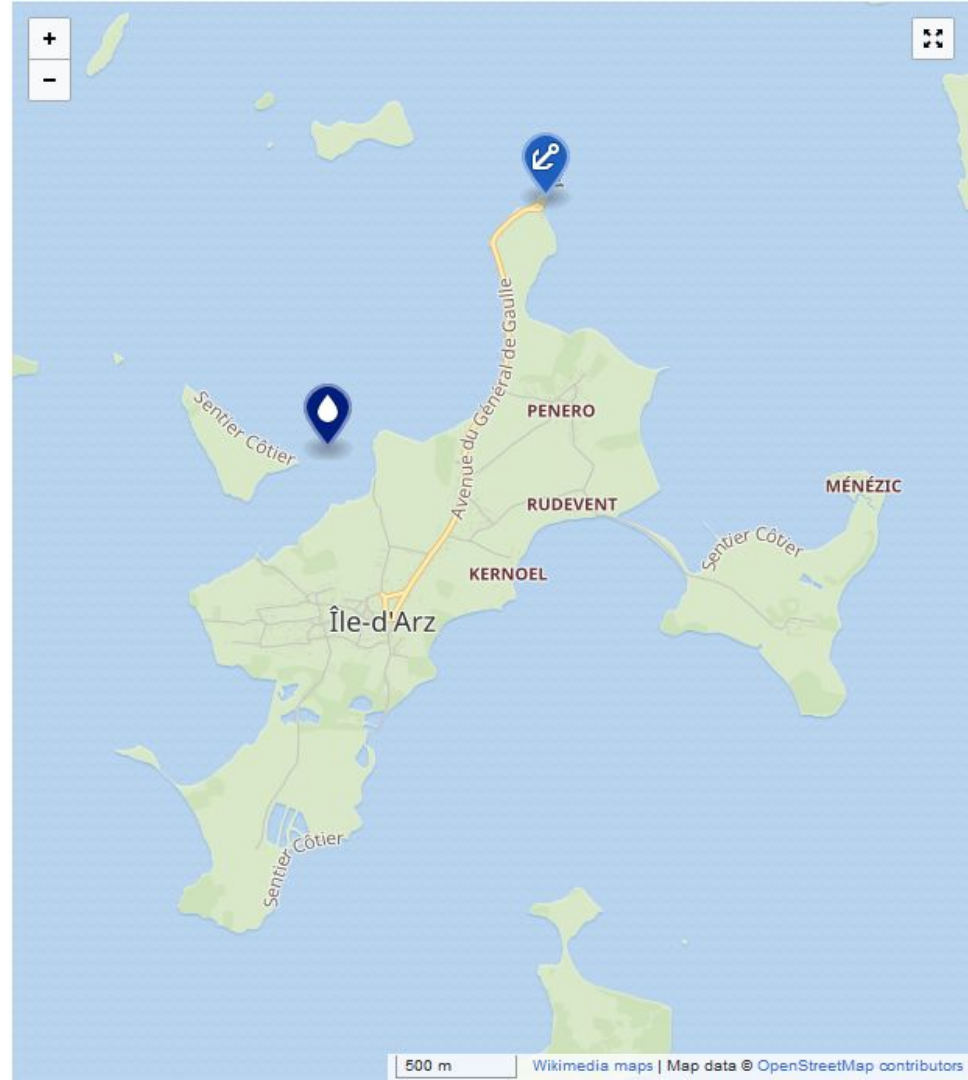 +
−
Sentier Côtier
Avenue du Général de Gaulle
PENERO
MÉNÉZIC
RUDEVENT
Sentier Côtier
KERNOEL
Île-d'Arz
Sentier Côtier
500 m
Wikimedia maps | Map data © OpenStreetMap contributors